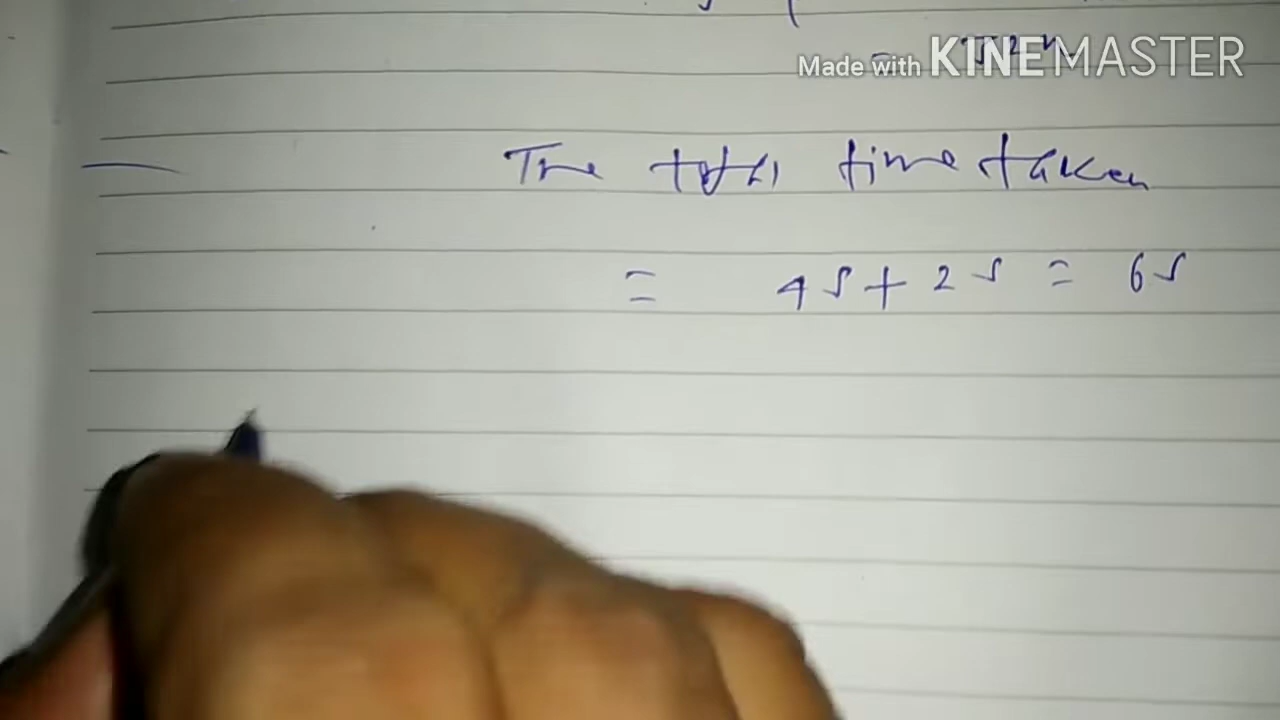 Made with KINEMASTER
The total time taken
= 4s + 2s = 6s